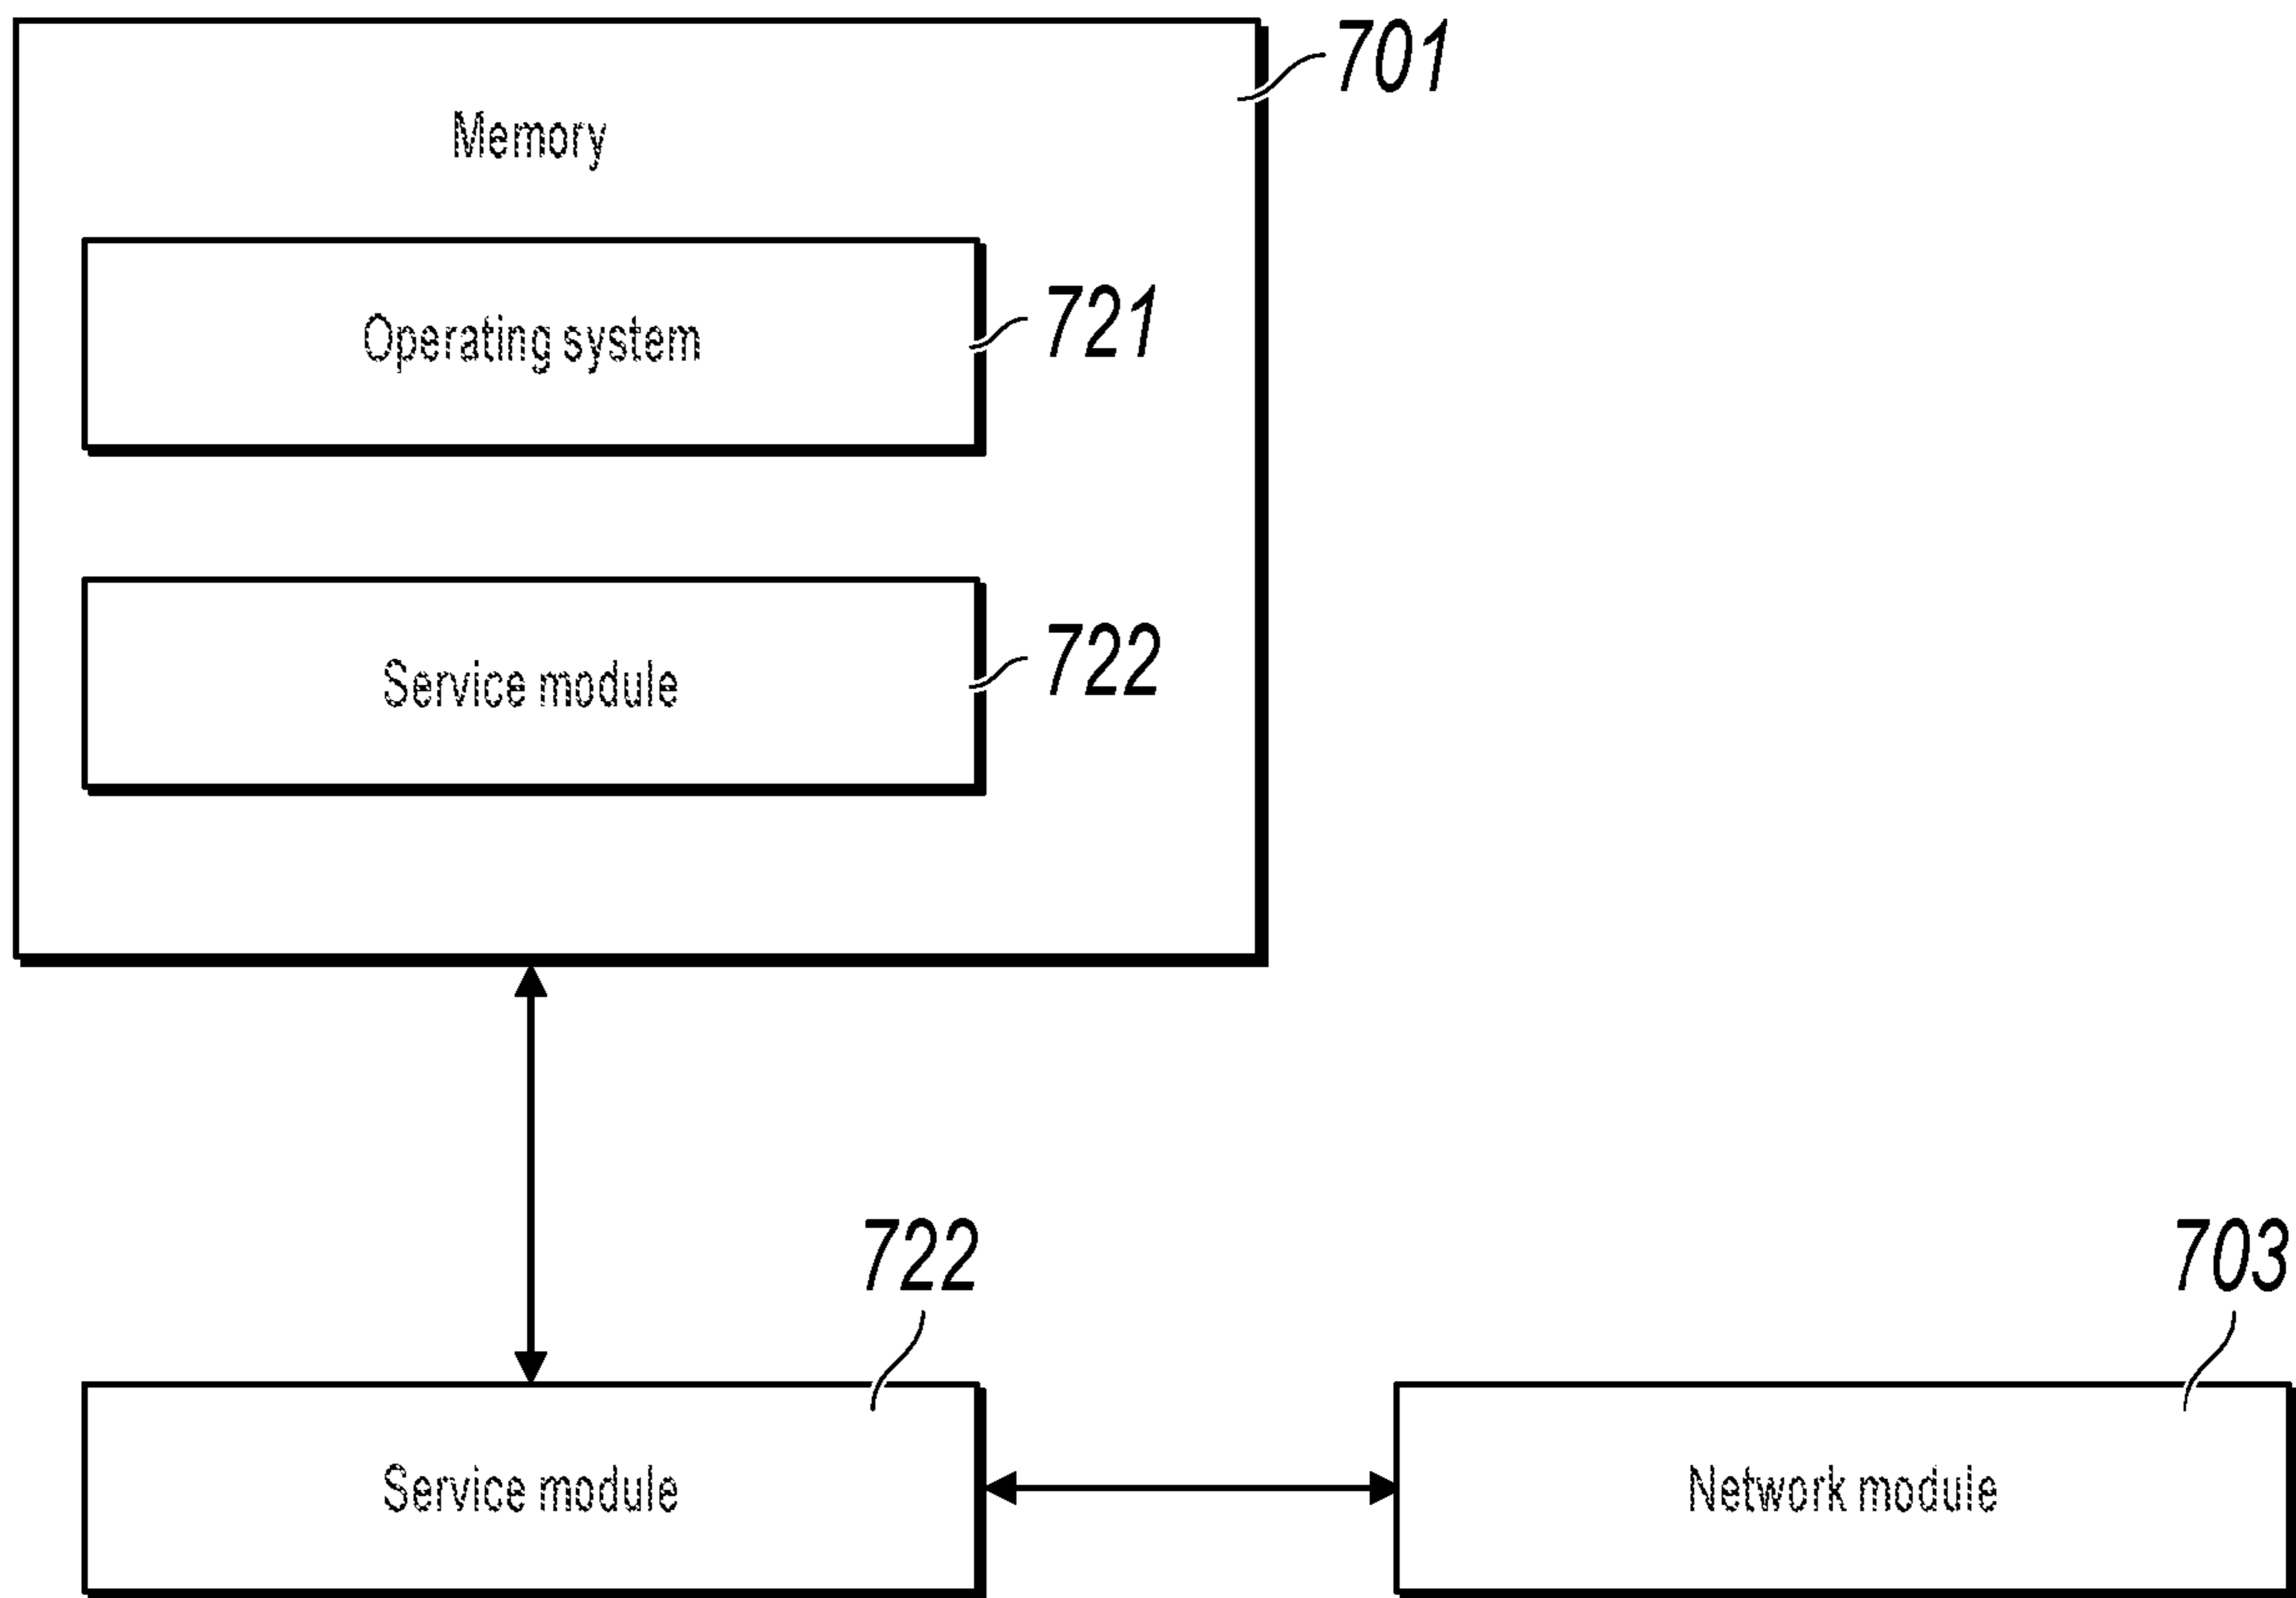 701
Memory
Operating system
721
Service module
722
722
703
Service module
Network module